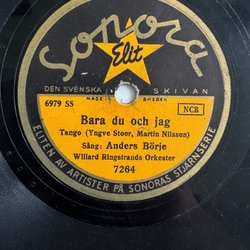 Sonora
Elit
DEN SVENSKA SKIVAN
MADE IN SWEDEN
6979 SS
NCB
Bara du och jag
Tango (Yngve Stoor, Martin Nilsson)
Sång: Anders Börje
Willard Ringstrands Orkester
7264
ELITEN AV ARTISTER PÅ SONORAS STJÄRNSERIE